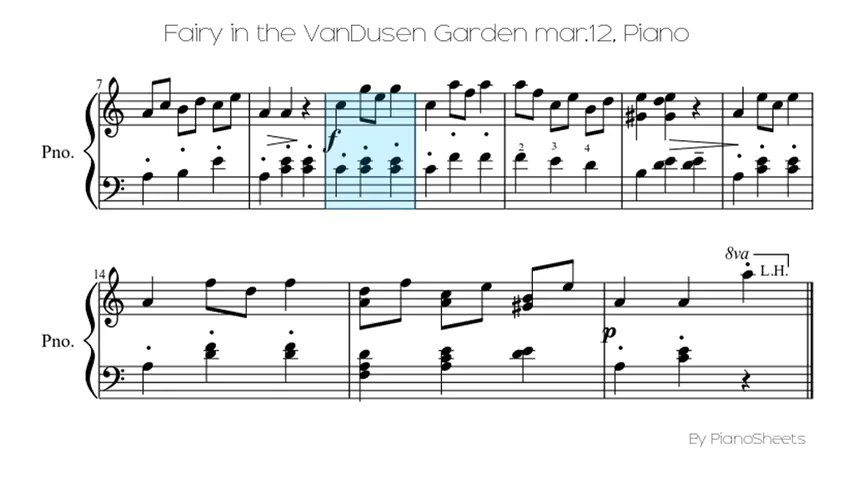 Fairy in the VanDusen Garden mar.12, Piano
7
Pno.
f
2 3 4
14
8va
L.H.
Pno.
p
By PianoSheets